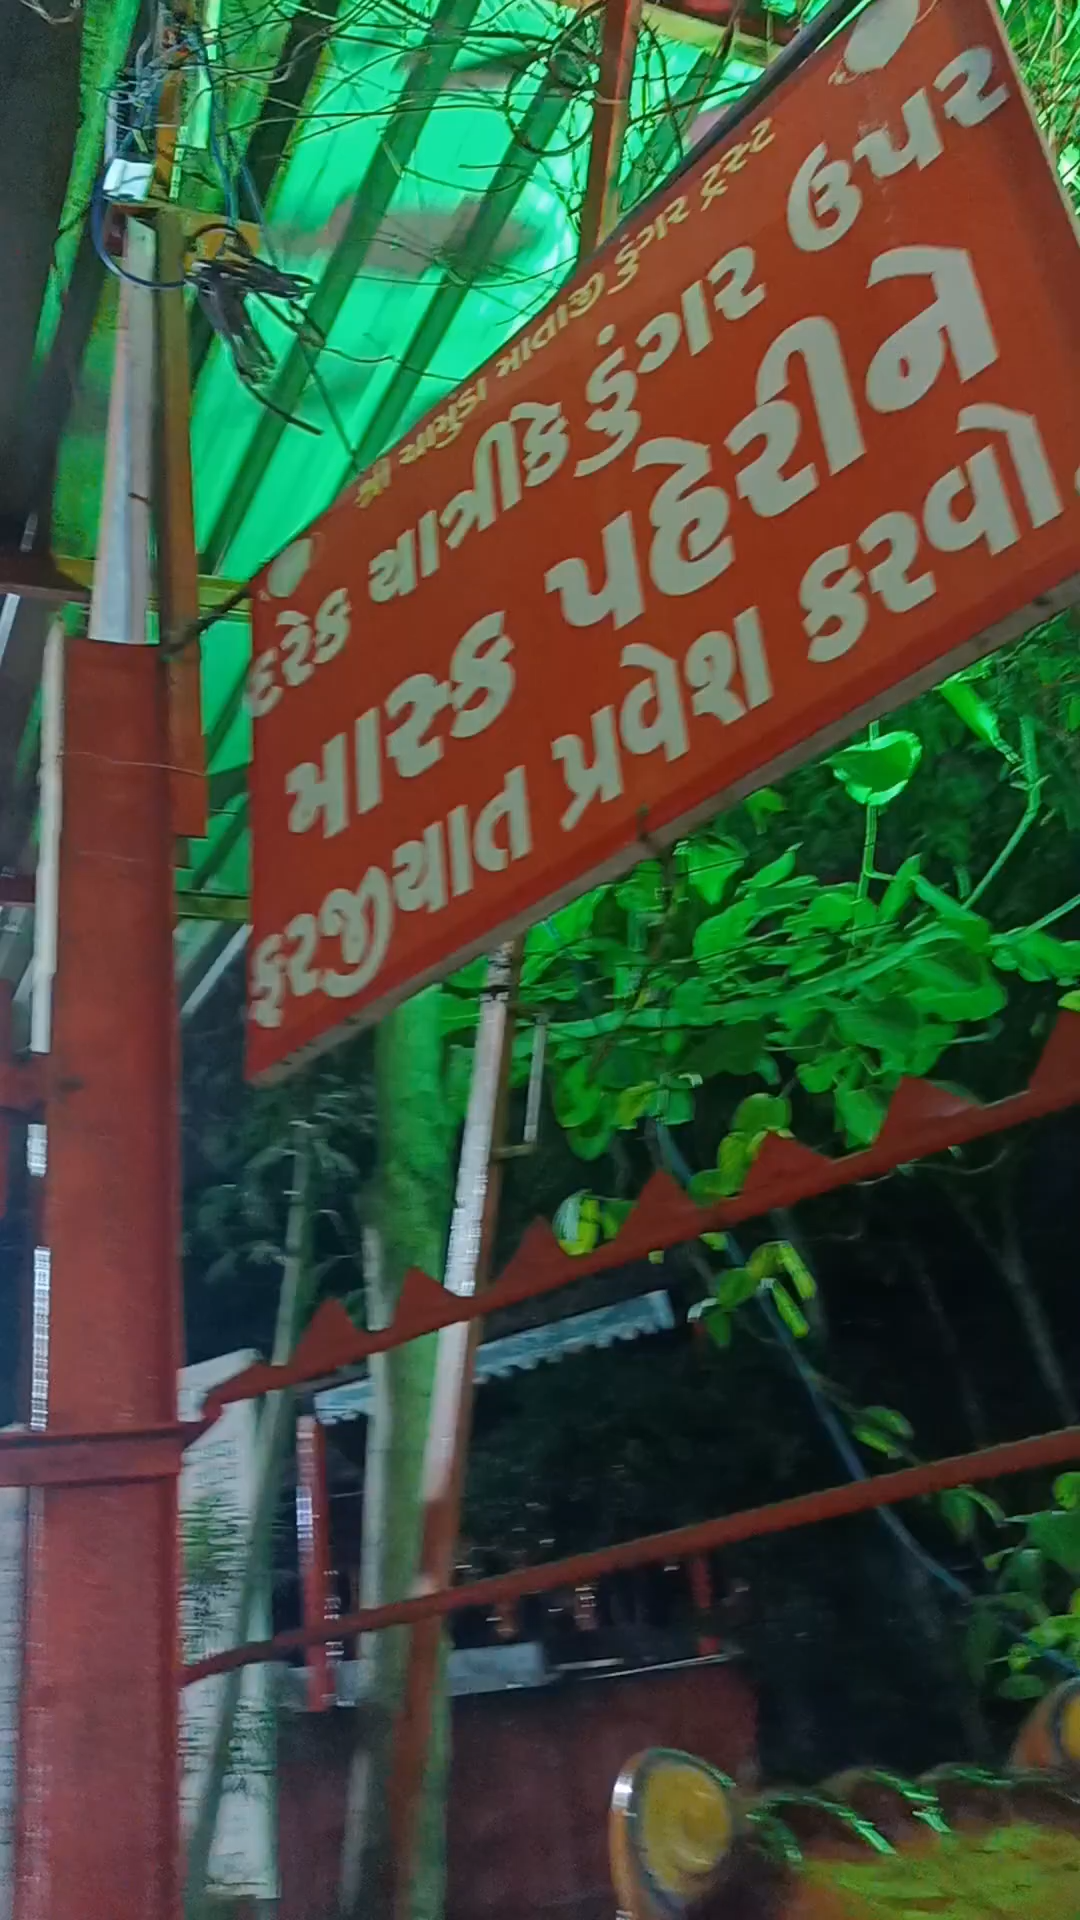 શ્રી ચામુંડા માતાજી ડુંગર ટ્રસ્ટ
દરેક યાત્રીકે ડુંગર ઉપર
માસ્ક પહેરીને
ફરજીયાત પ્રવેશ કરવો.